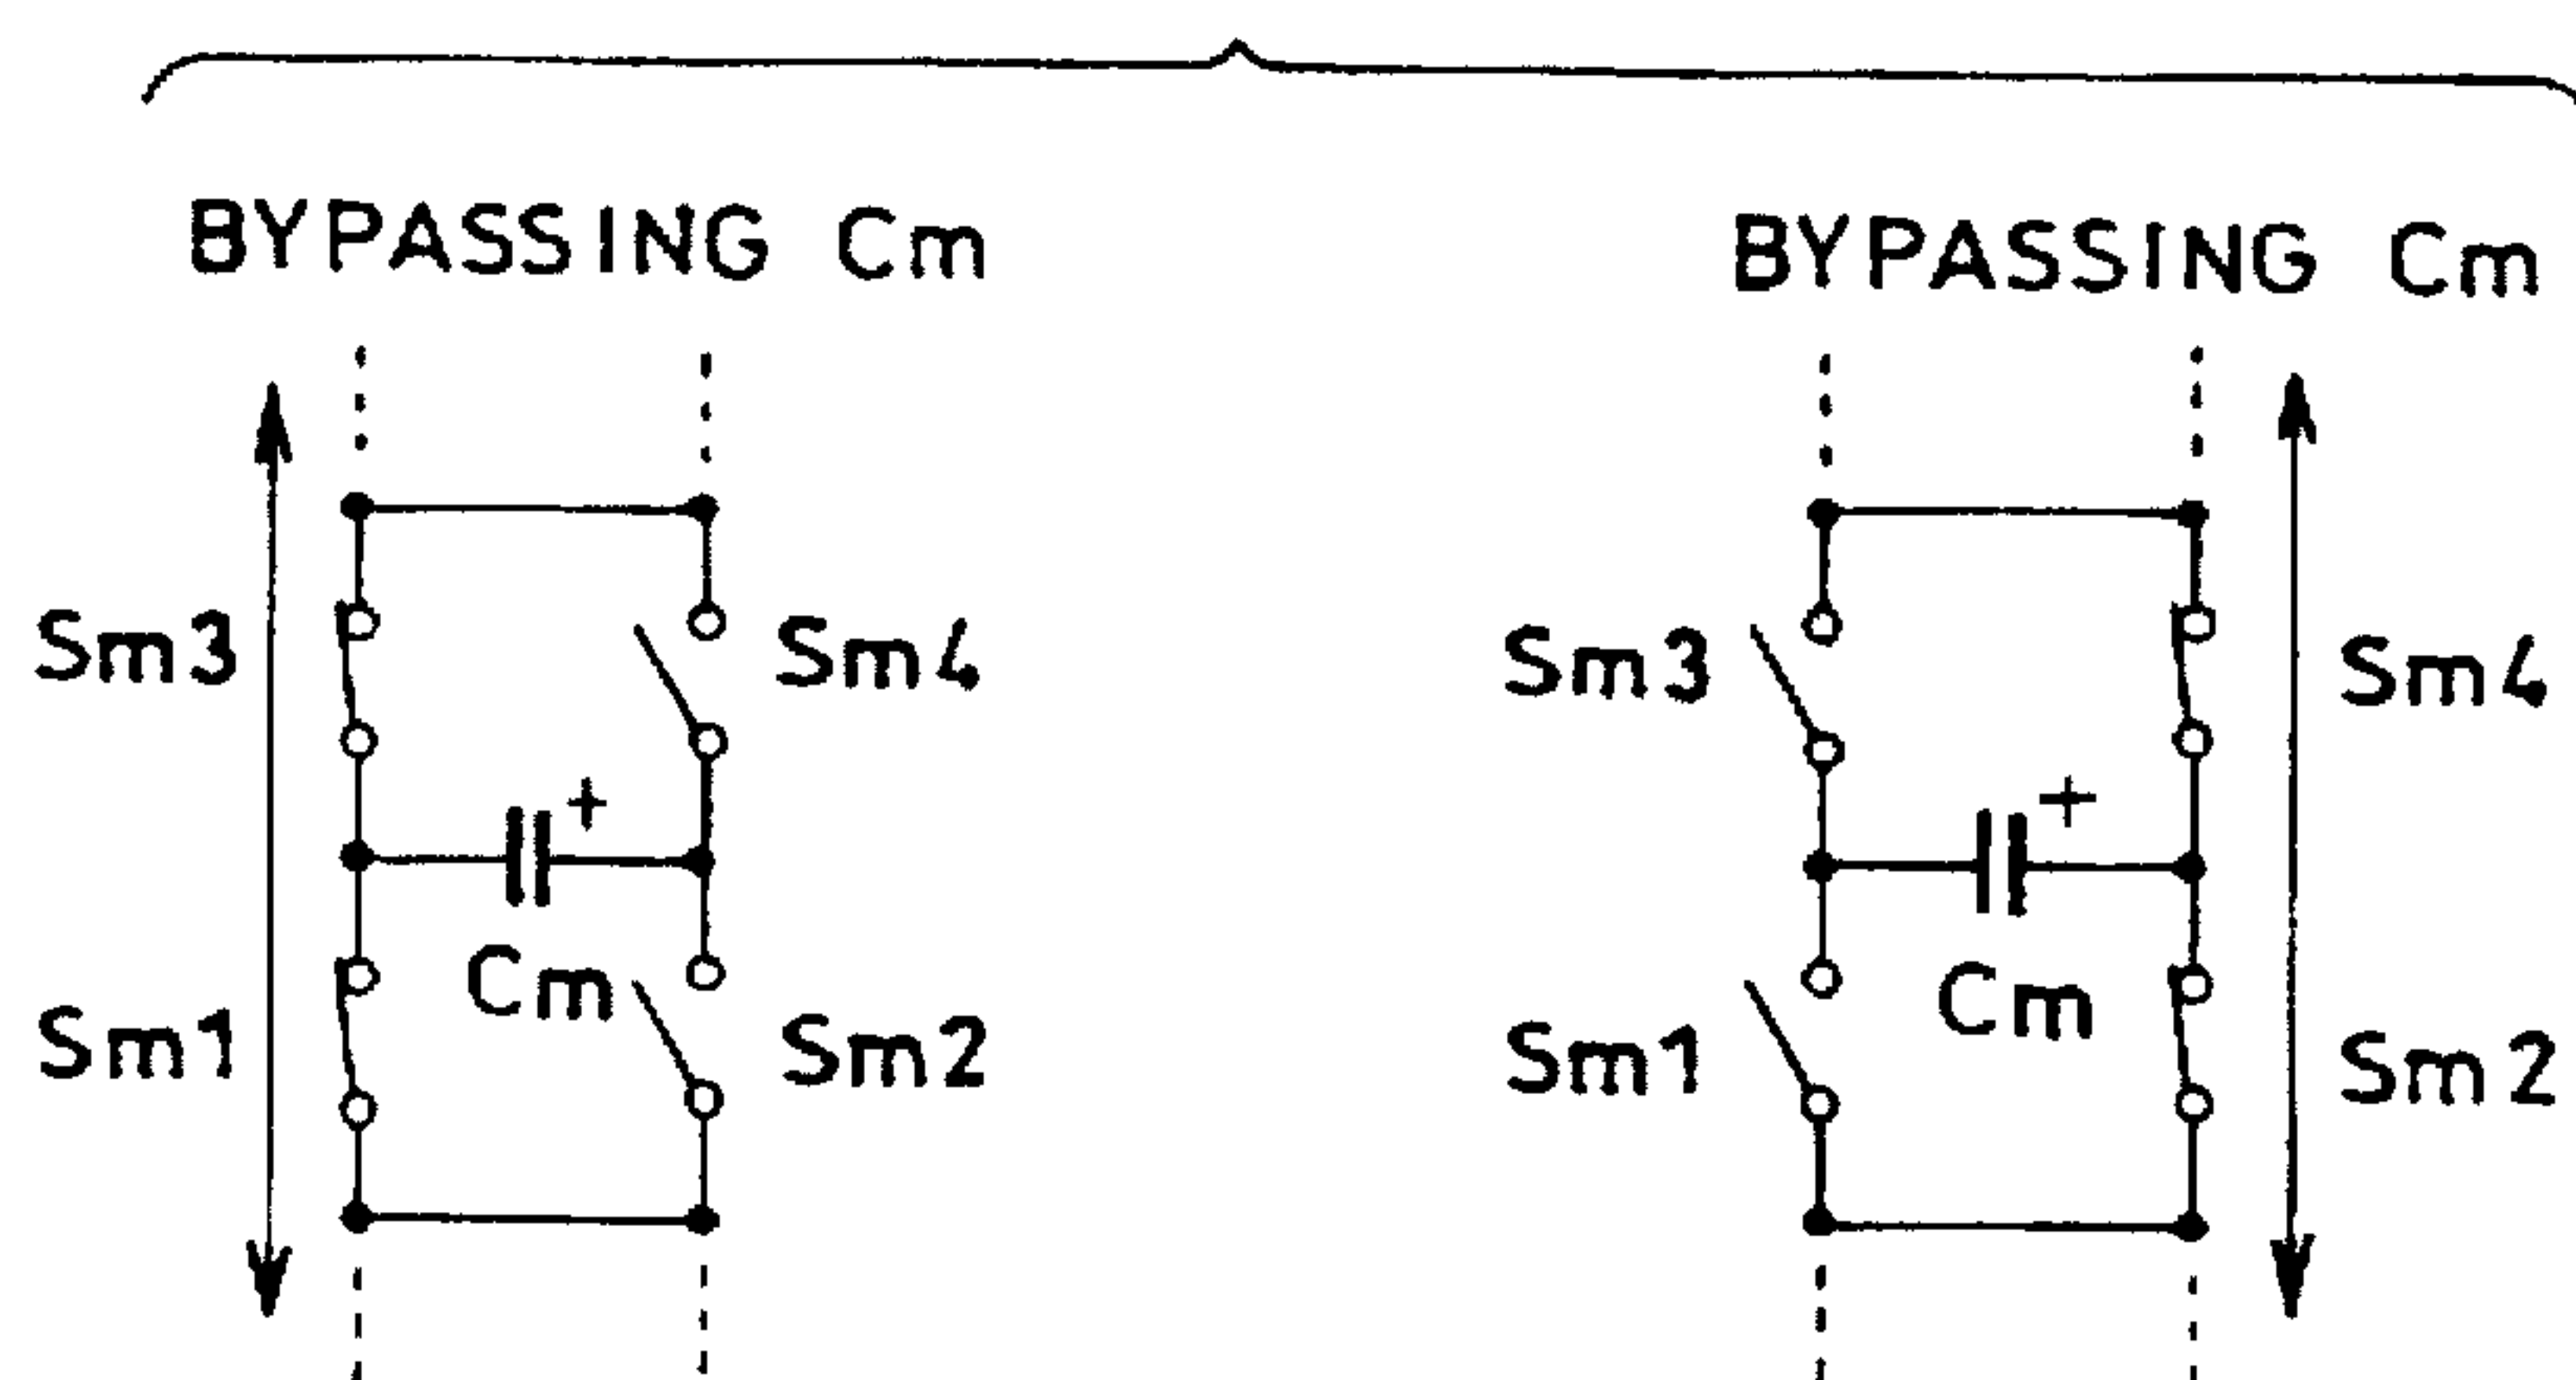 BYPASSING Cm
Sm3
Sm4
+
Cm
Sm1
Sm2
BYPASSING Cm
Sm3
Sm4
+
Cm
Sm1
Sm2